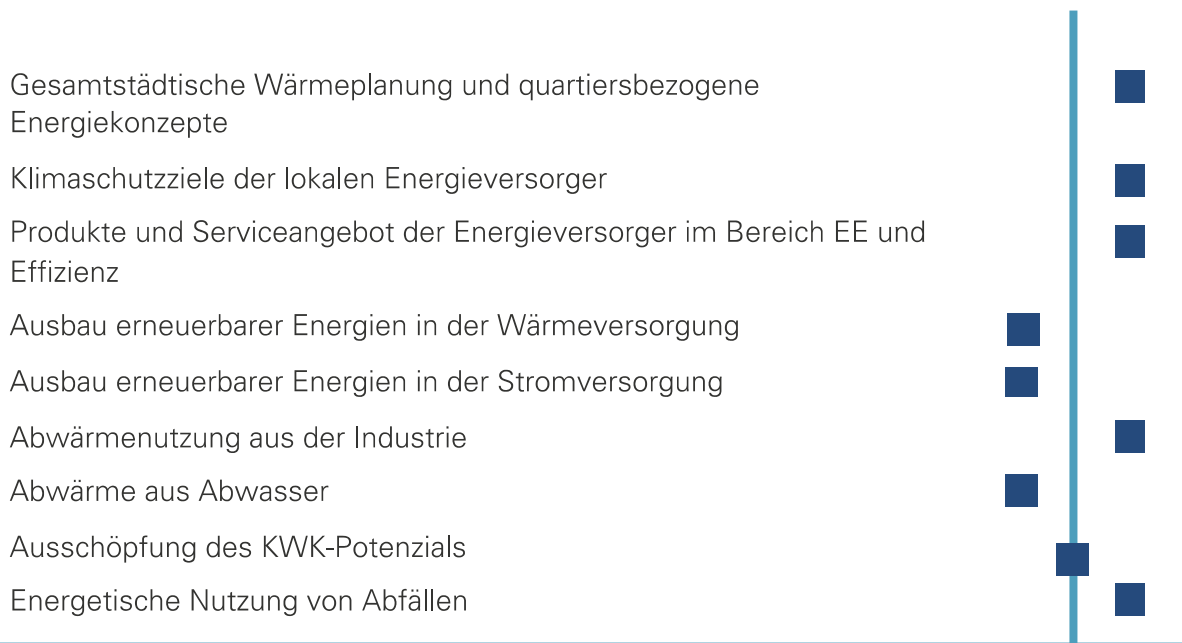 Gesamtstädtische Wärmeplanung und quartiersbezogene
Energiekonzepte
Klimaschutzziele der lokalen Energieversorger
Produkte und Serviceangebot der Energieversorger im Bereich EE und
Effizienz
Ausbau erneuerbarer Energien in der Wärmeversorgung
Ausbau erneuerbarer Energien in der Stromversorgung
Abwärmenutzung aus der Industrie
Abwärme aus Abwasser
Ausschöpfung des KWK-Potenzials
Energetische Nutzung von Abfällen